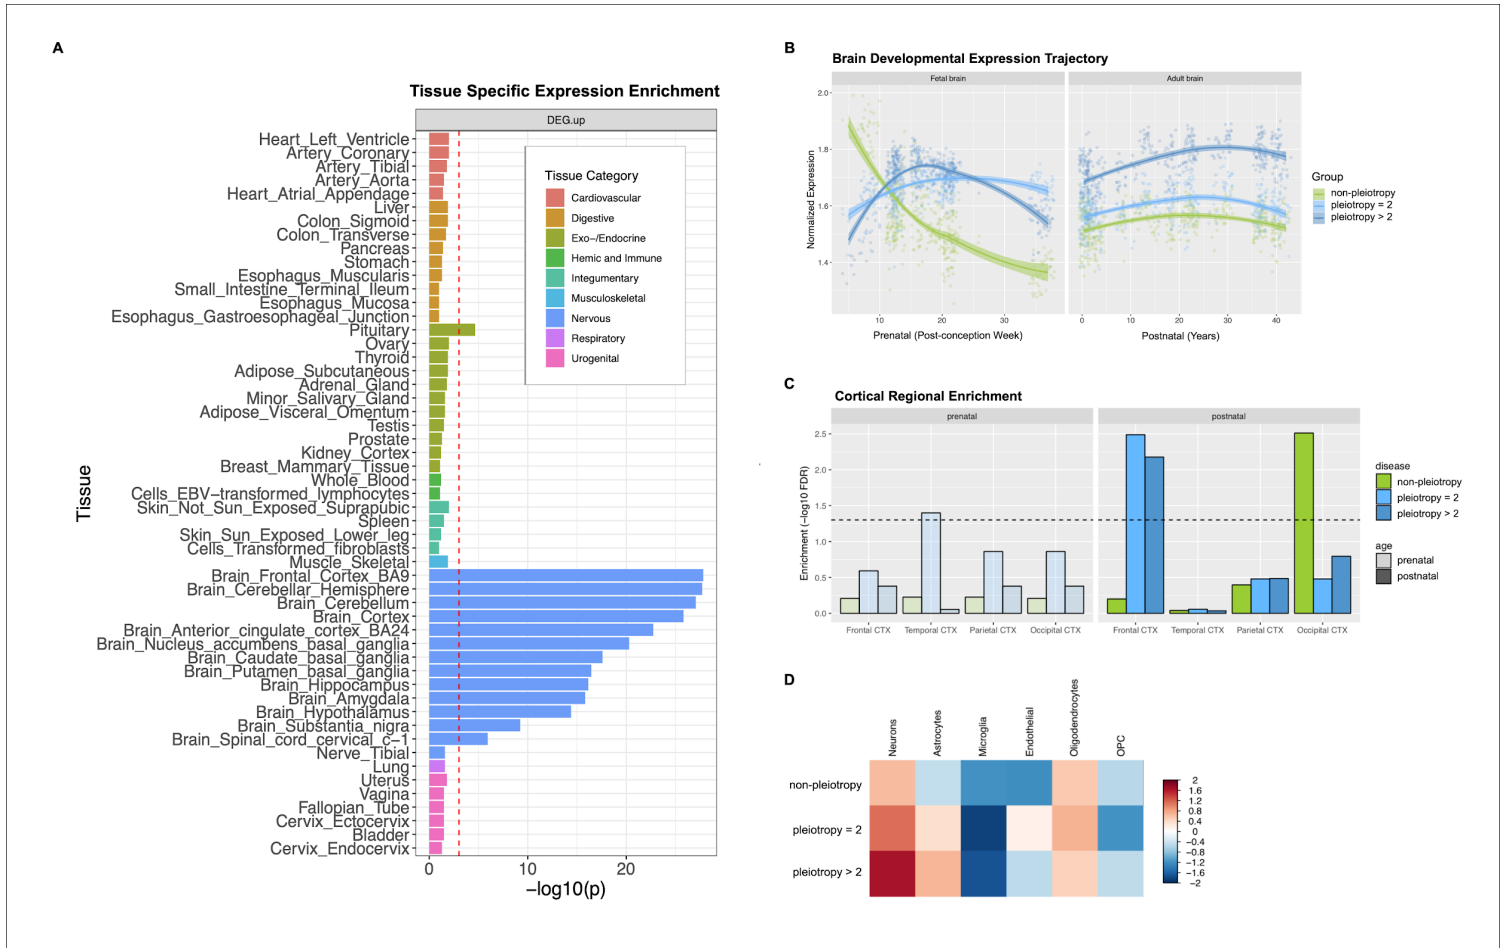 A
Tissue Specific Expression Enrichment
DEG.up
Heart_Left_Ventricle
Artery_Coronary
Artery_Tibial
Artery_Aorta
Heart_Atrial_Appendage
Liver
Colon_Sigmoid
Colon_Transverse
Pancreas
Stomach
Esophagus_Muscularis
Small_Intestine_Terminal_Ileum
Esophagus_Mucosa
Esophagus_Gastroesophageal_Junction
Pituitary
Ovary
Thyroid
Adipose_Subcutaneous
Adrenal_Gland
Minor_Salivary_Gland
Adipose_Visceral_Omentum
Testis
Prostate
Kidney_Cortex
Breast_Mammary_Tissue
Whole_Blood
Cells_EBV−transformed_lymphocytes
Skin_Not_Sun_Exposed_Suprapubic
Spleen
Skin_Sun_Exposed_Lower_leg
Cells_Transformed_fibroblasts
Muscle_Skeletal
Brain_Frontal_Cortex_BA9
Brain_Cerebellar_Hemisphere
Brain_Cerebellum
Brain_Cortex
Brain_Anterior_cingulate_cortex_BA24
Brain_Nucleus_accumbens_basal_ganglia
Brain_Caudate_basal_ganglia
Brain_Putamen_basal_ganglia
Brain_Hippocampus
Brain_Amygdala
Brain_Hypothalamus
Brain_Substantia_nigra
Brain_Spinal_cord_cervical_c−1
Nerve_Tibial
Lung
Uterus
Vagina
Fallopian_Tube
Cervix_Ectocervix
Bladder
Cervix_Endocervix
Tissue
0 10 20
−log10(p)
Tissue Category
Cardiovascular
Digestive
Exo−/Endocrine
Hemic and Immune
Integumentary
Musculoskeletal
Nervous
Respiratory
Urogenital
B
Brain Developmental Expression Trajectory
Fetal brain Adult brain
2.0
1.8
1.6
1.4
Normalized Expression
10 20 30 0 10 20 30 40
Prenatal (Post-conception Week) Postnatal (Years)
Group
non-pleiotropy
pleiotropy = 2
pleiotropy > 2
C
Cortical Regional Enrichment
prenatal postnatal
2.5
2.0
1.5
1.0
0.5
0.0
Enrichment (−log10 FDR)
Frontal CTX Temporal CTX Parietal CTX Occipital CTX Frontal CTX Temporal CTX Parietal CTX Occipital CTX
disease
non-pleiotropy
pleiotropy = 2
pleiotropy > 2
age
prenatal
postnatal
D
Neurons Astrocytes Microglia Endothelial Oligodendrocytes OPC
non-pleiotropy
pleiotropy = 2
pleiotropy > 2
2
1.6
1.2
0.8
0.4
0
−0.4
−0.8
−1.2
−1.6
−2